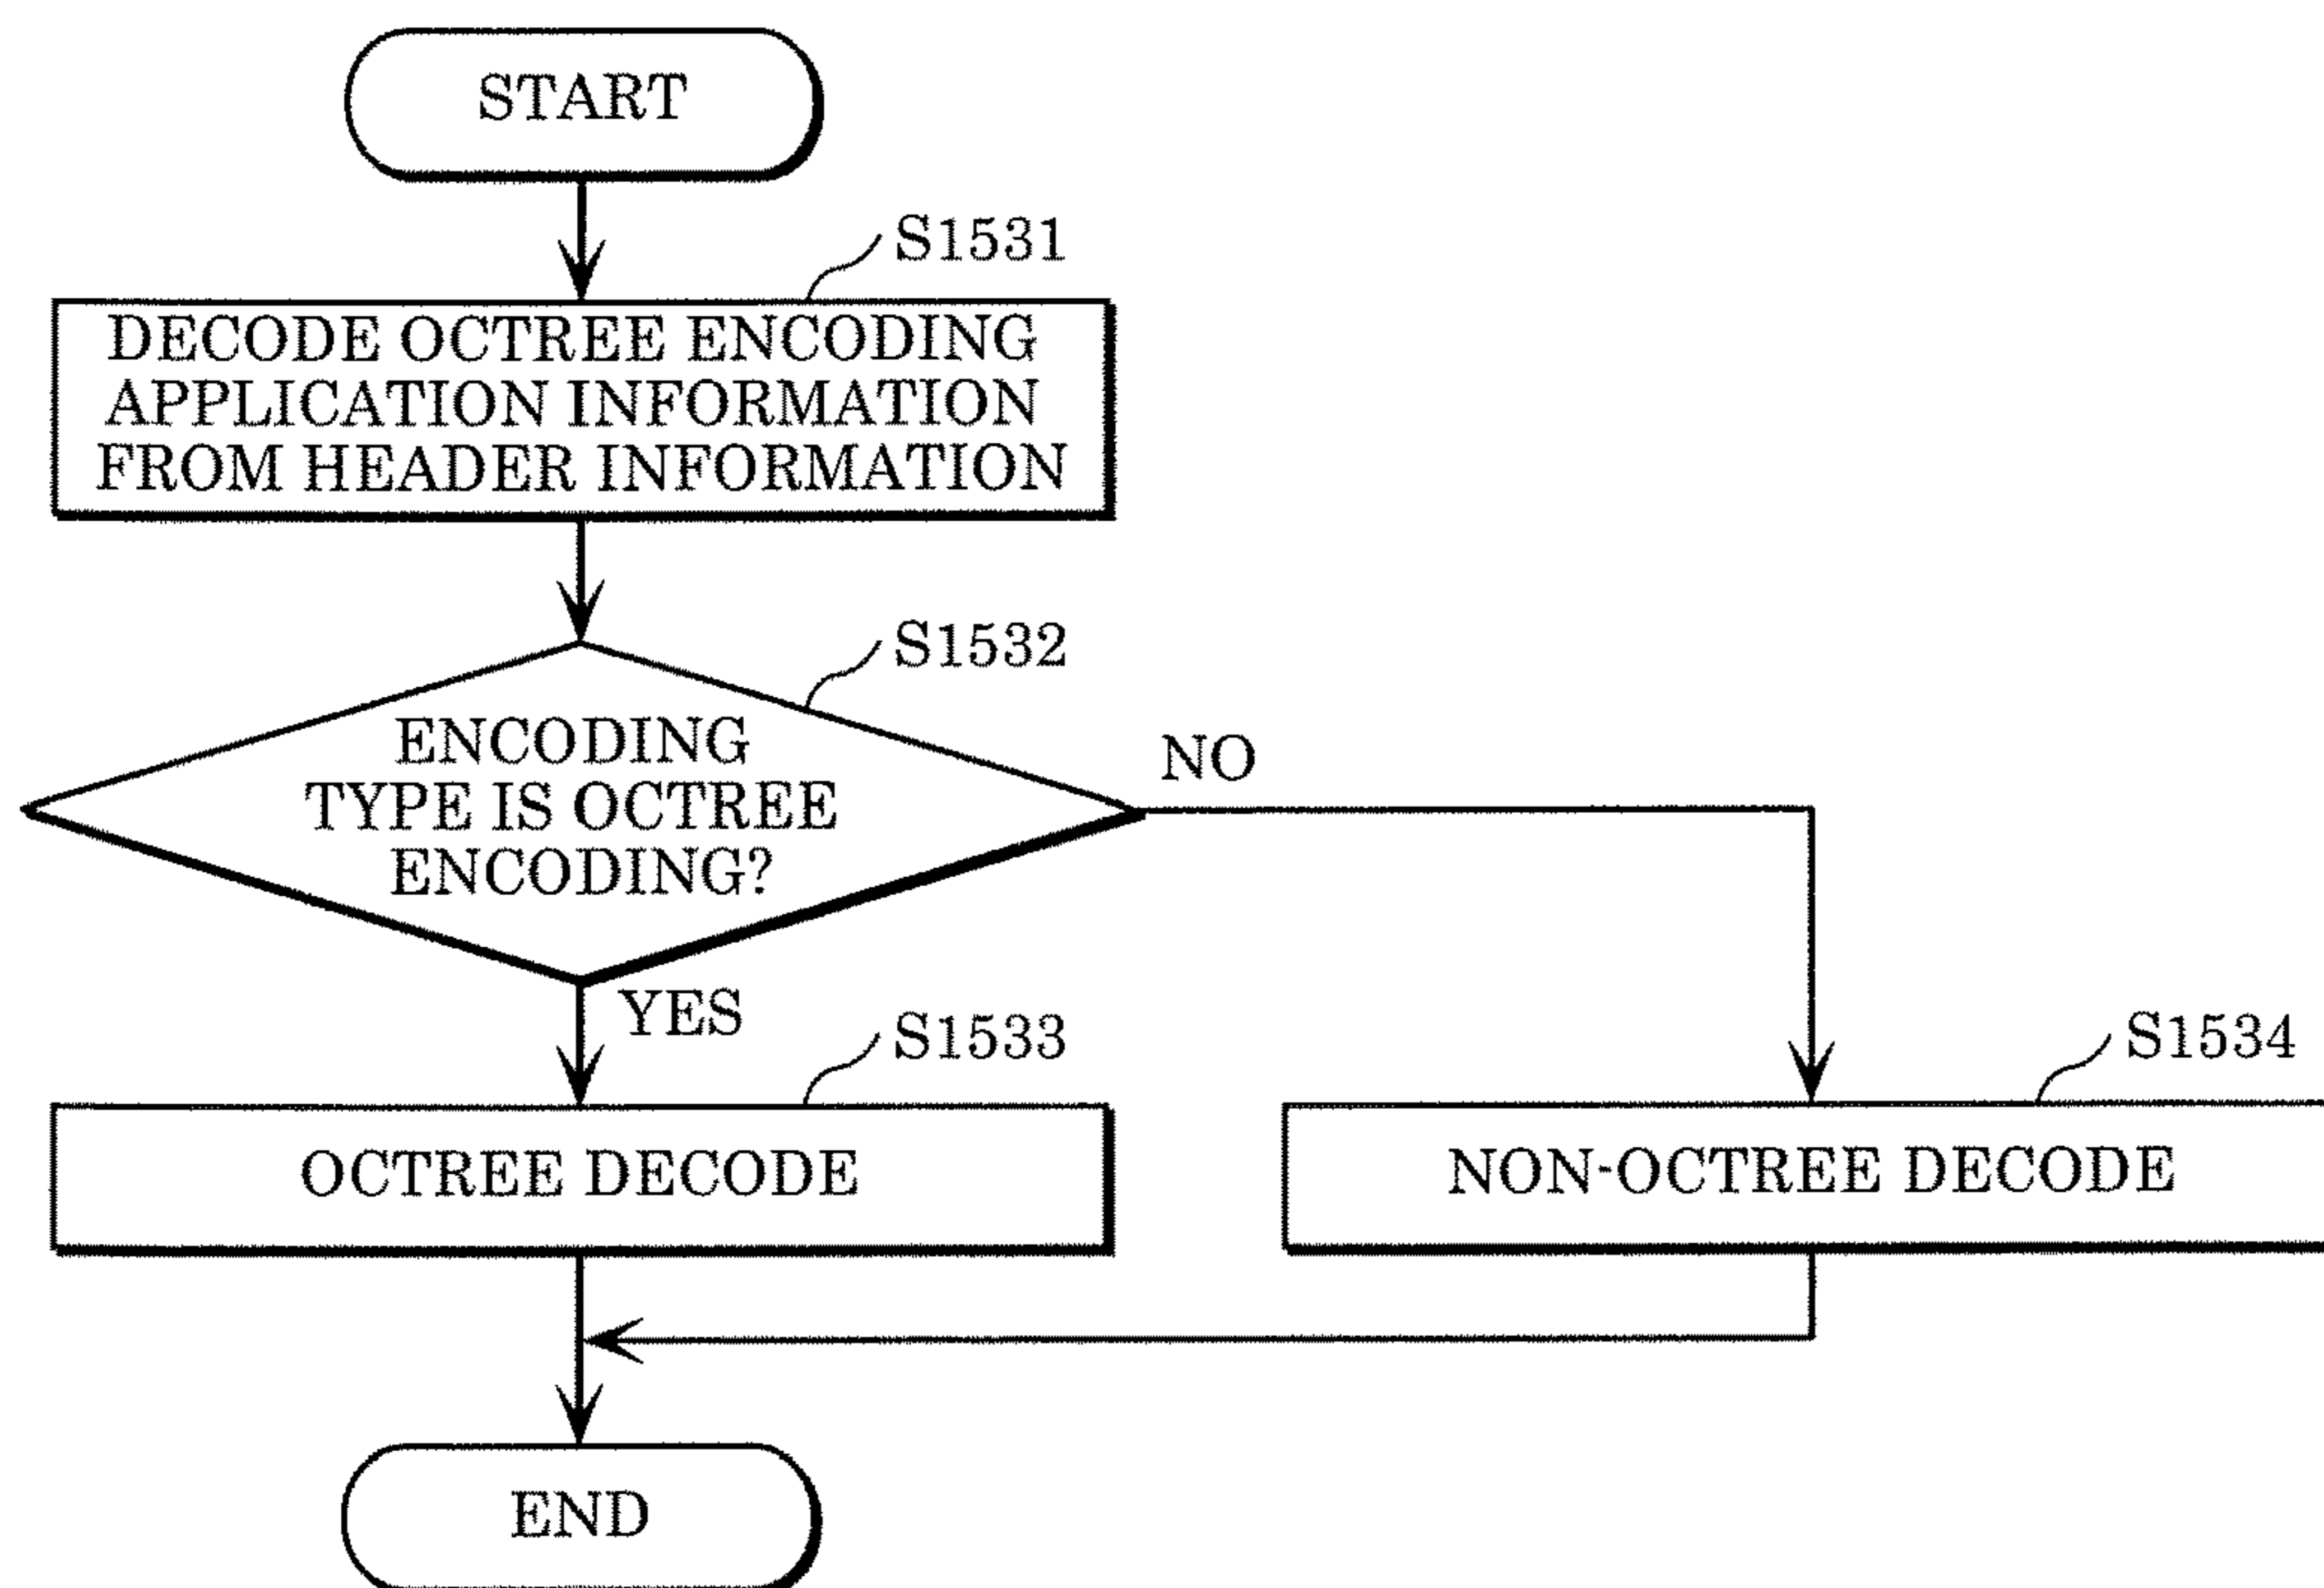 START
S1531
DECODE OCTREE ENCODING
APPLICATION INFORMATION
FROM HEADER INFORMATION
S1532
ENCODING
TYPE IS OCTREE
ENCODING?
NO
YES
S1533
S1534
OCTREE DECODE
NON-OCTREE DECODE
END